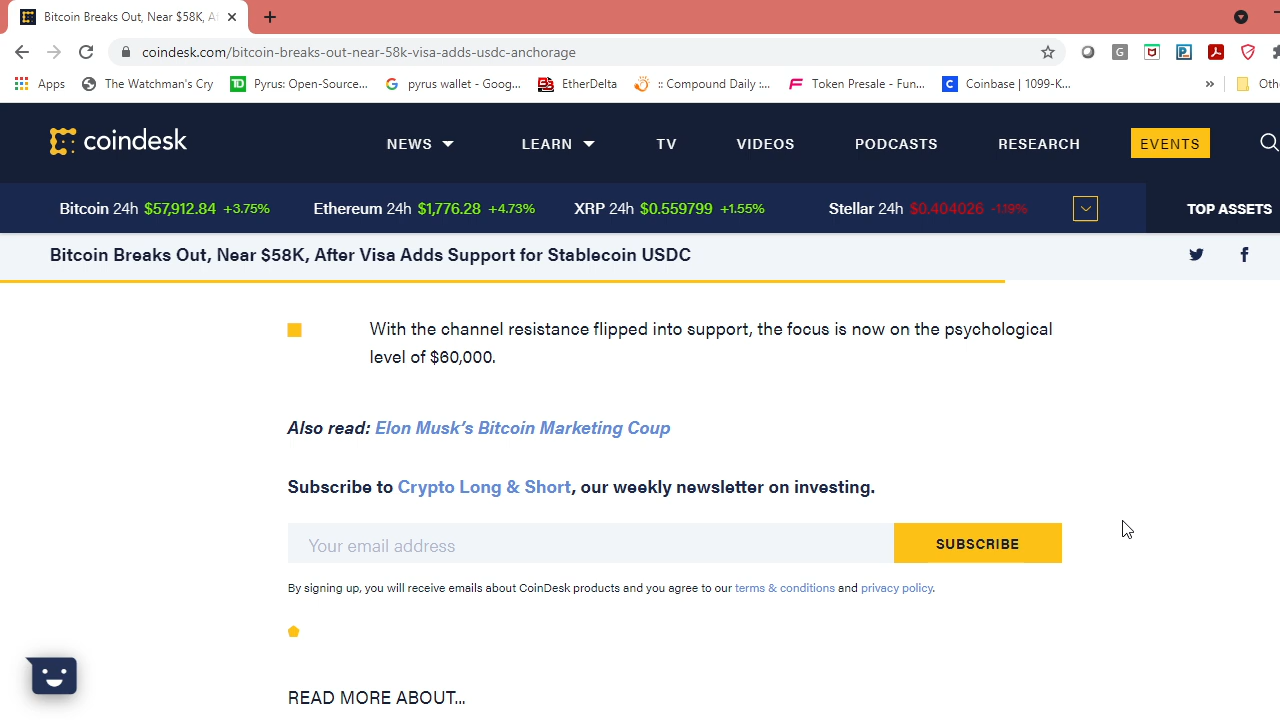 Bitcoin Breaks Out, Near $58K, Af
coindesk.com/bitcoin-breaks-out-near-58k-visa-adds-usdc-anchorage
Apps The Watchman's Cry Pyrus: Open-Source... pyrus wallet - Goog... EtherDelta :: Compound Daily :... Token Presale - Fun... Coinbase | 1099-K... » Oth
coindesk NEWS LEARN TV VIDEOS PODCASTS RESEARCH EVENTS
Bitcoin 24h $57,912.84 +3.75% Ethereum 24h $1,776.28 +4.73% XRP 24h $0.559799 +1.55% Stellar 24h $0.404026 -1.19% TOP ASSETS
Bitcoin Breaks Out, Near $58K, After Visa Adds Support for Stablecoin USDC
With the channel resistance flipped into support, the focus is now on the psychological
level of $60,000.
Also read: Elon Musk's Bitcoin Marketing Coup
Subscribe to Crypto Long & Short, our weekly newsletter on investing.
Your email address SUBSCRIBE
By signing up, you will receive emails about CoinDesk products and you agree to our terms & conditions and privacy policy.
READ MORE ABOUT...